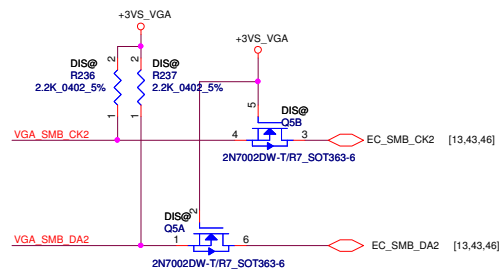 +3VS_VGA
+3VS_VGA
DIS@
R236
2.2K_0402_5%
DIS@
R237
2.2K_0402_5%
2
2
1
1
DIS@
Q5B
5
4
3
2N7002DW-T/R7_SOT363-6
VGA_SMB_CK2
EC_SMB_CK2 [13,43,46]
DIS@
Q5A
2
1
6
2N7002DW-T/R7_SOT363-6
VGA_SMB_DA2
EC_SMB_DA2 [13,43,46]